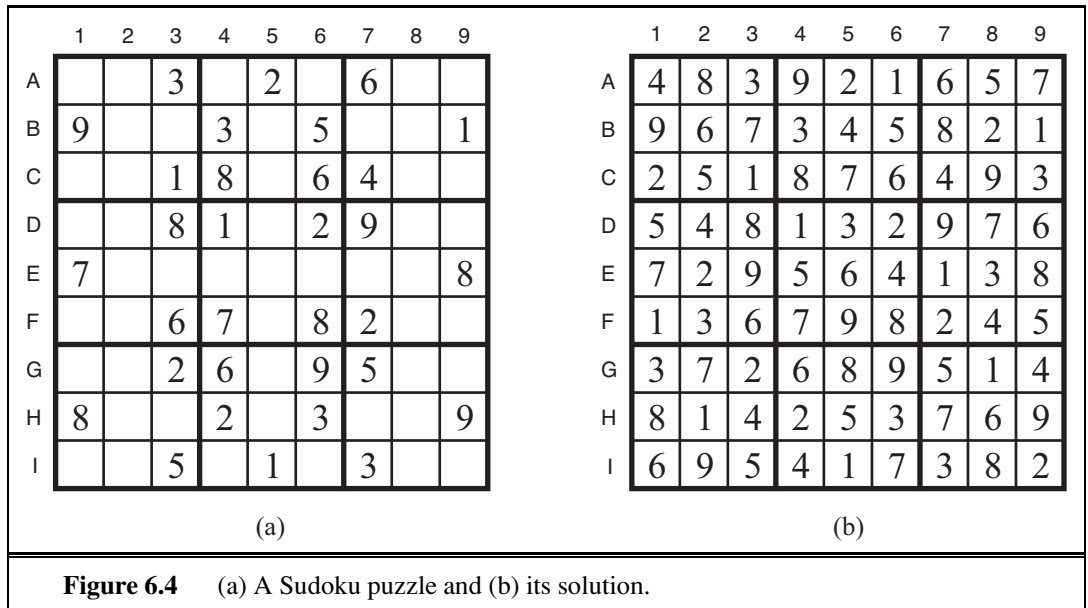 1 2 3 4 5 6 7 8 9
A 3 2 6
B 9 3 5 1
C 1 8 6 4
D 8 1 2 9
E 7 8
F 6 7 8 2
G 2 6 9 5
H 8 2 3 9
I 5 1 3
(a)
1 2 3 4 5 6 7 8 9
A 4 8 3 9 2 1 6 5 7
B 9 6 7 3 4 5 8 2 1
C 2 5 1 8 7 6 4 9 3
D 5 4 8 1 3 2 9 7 6
E 7 2 9 5 6 4 1 3 8
F 1 3 6 7 9 8 2 4 5
G 3 7 2 6 8 9 5 1 4
H 8 1 4 2 5 3 7 6 9
I 6 9 5 4 1 7 3 8 2
(b)
Figure 6.4 (a) A Sudoku puzzle and (b) its solution.